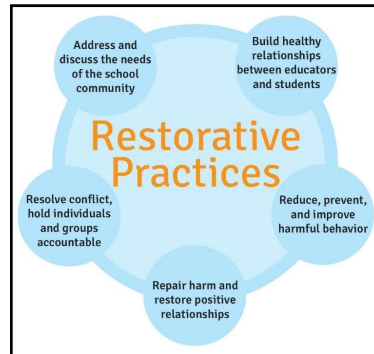 Address and
discuss the needs
of the school
community
Build healthy
relationships
between educators
and students
Restorative
Practices
Resolve conflict,
hold individuals
and groups
accountable
Reduce, prevent,
and improve
harmful behavior
Repair harm and
restore positive
relationships